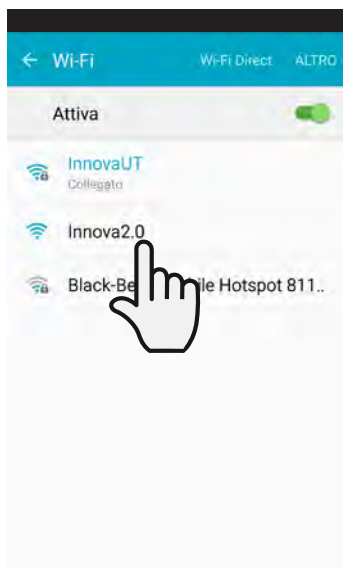 Wi-Fi Wi-Fi Direct ALTRO
Attiva
InnovaUT
Collegato
Innova2.0
Black-Be ile Hotspot 811..